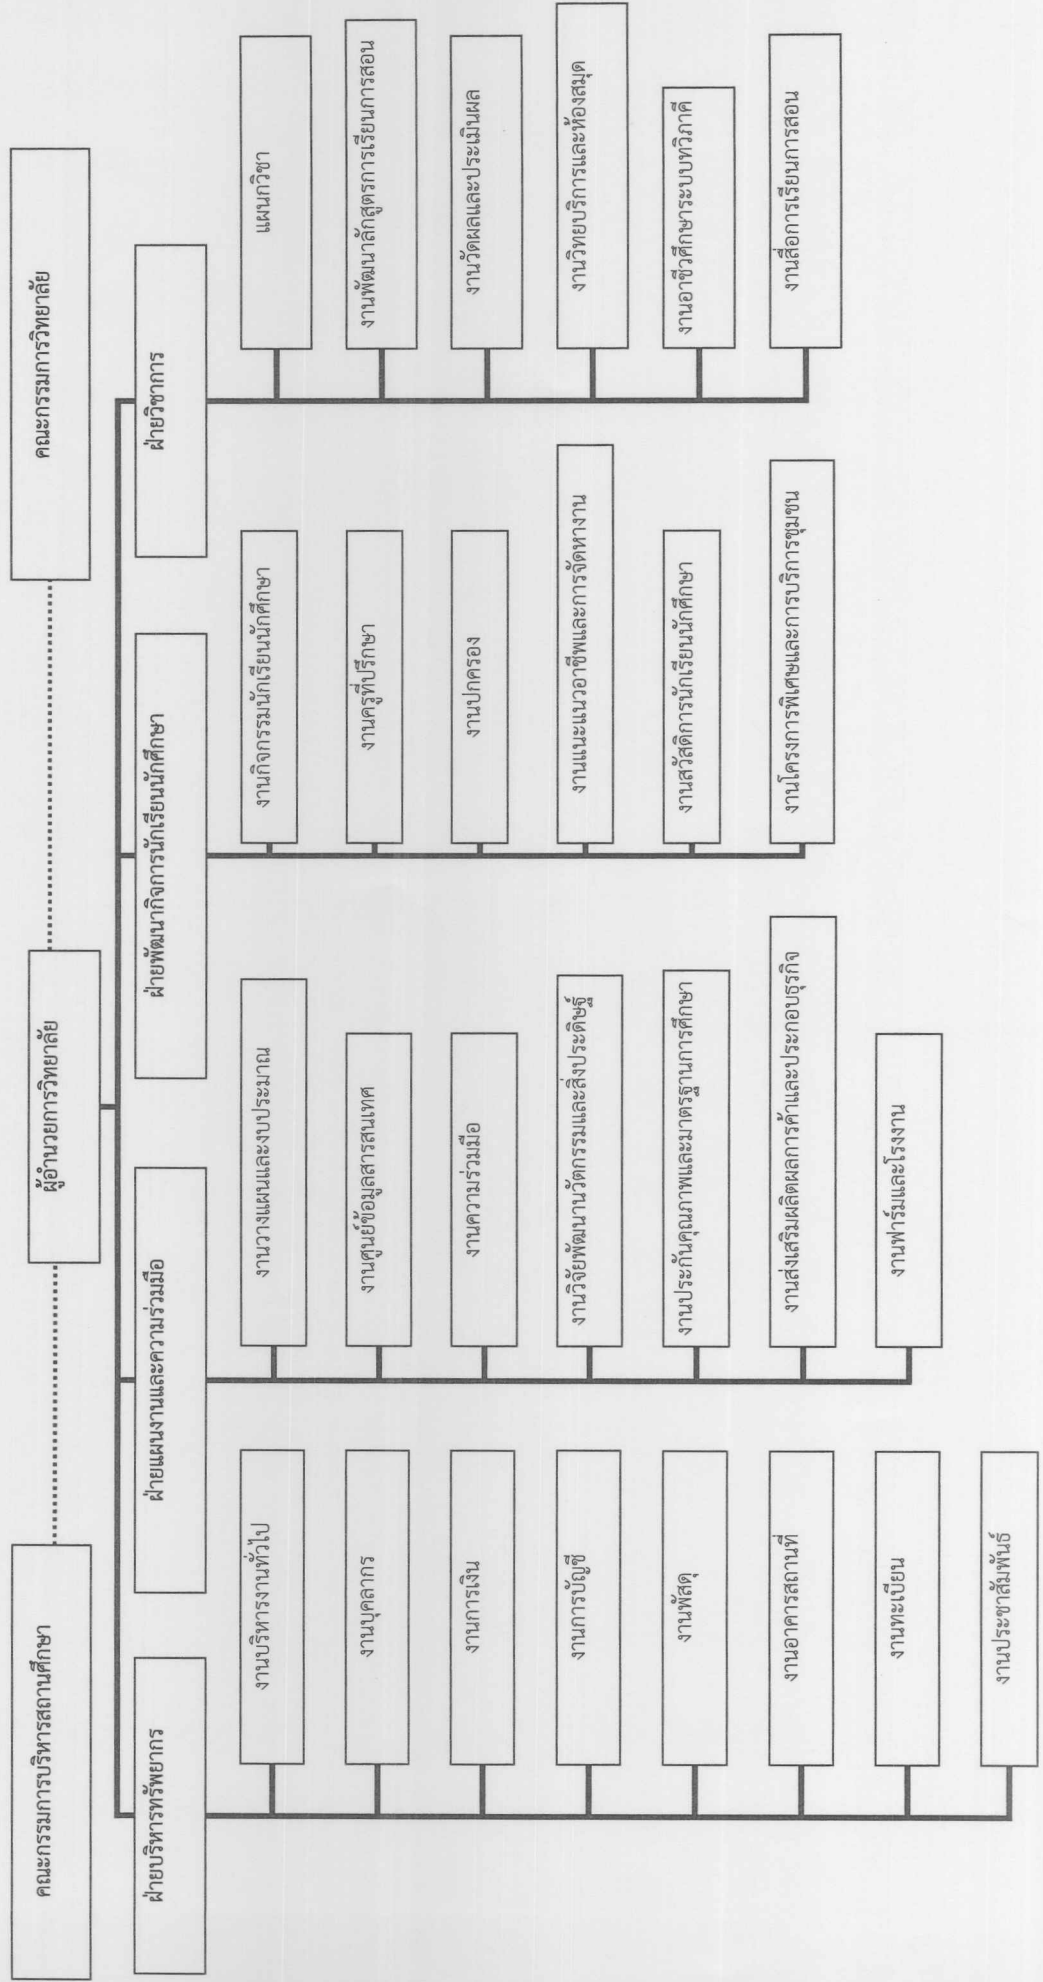 คณะกรรมการบริหารสถานศึกษา
ผู้อำนวยการวิทยาลัย
คณะกรรมการวิทยาลัย
ฝ่ายบริหารทรัพยากร
ฝ่ายแผนงานและความร่วมมือ
ฝ่ายพัฒนากิจการนักเรียนนักศึกษา
ฝ่ายวิชาการ
งานบริหารงานทั่วไป
งานบุคลากร
งานการเงิน
งานการบัญชี
งานพัสดุ
งานอาคารสถานที่
งานทะเบียน
งานประชาสัมพันธ์
งานวางแผนและงบประมาณ
งานศูนย์ข้อมูลสารสนเทศ
งานความร่วมมือ
งานวิจัยพัฒนานวัตกรรมและสิ่งประดิษฐ์
งานประกันคุณภาพและมาตรฐานการศึกษา
งานส่งเสริมผลิตผลการค้าและประกอบธุรกิจ
งานฟาร์มและโรงงาน
งานกิจกรรมนักเรียนนักศึกษา
งานครูที่ปรึกษา
งานปกครอง
งานแนะแนวอาชีพและการจัดหางาน
งานสวัสดิการนักเรียนนักศึกษา
งานโครงการพิเศษและการบริการชุมชน
แผนกวิชา
งานพัฒนาลักสูตรการเรียนการสอน
งานวัดผลและประเมินผล
งานวิทยบริการและห้องสมุด
งานอาชีวศึกษาระบบทวิภาคี
งานสื่อการเรียนการสอน